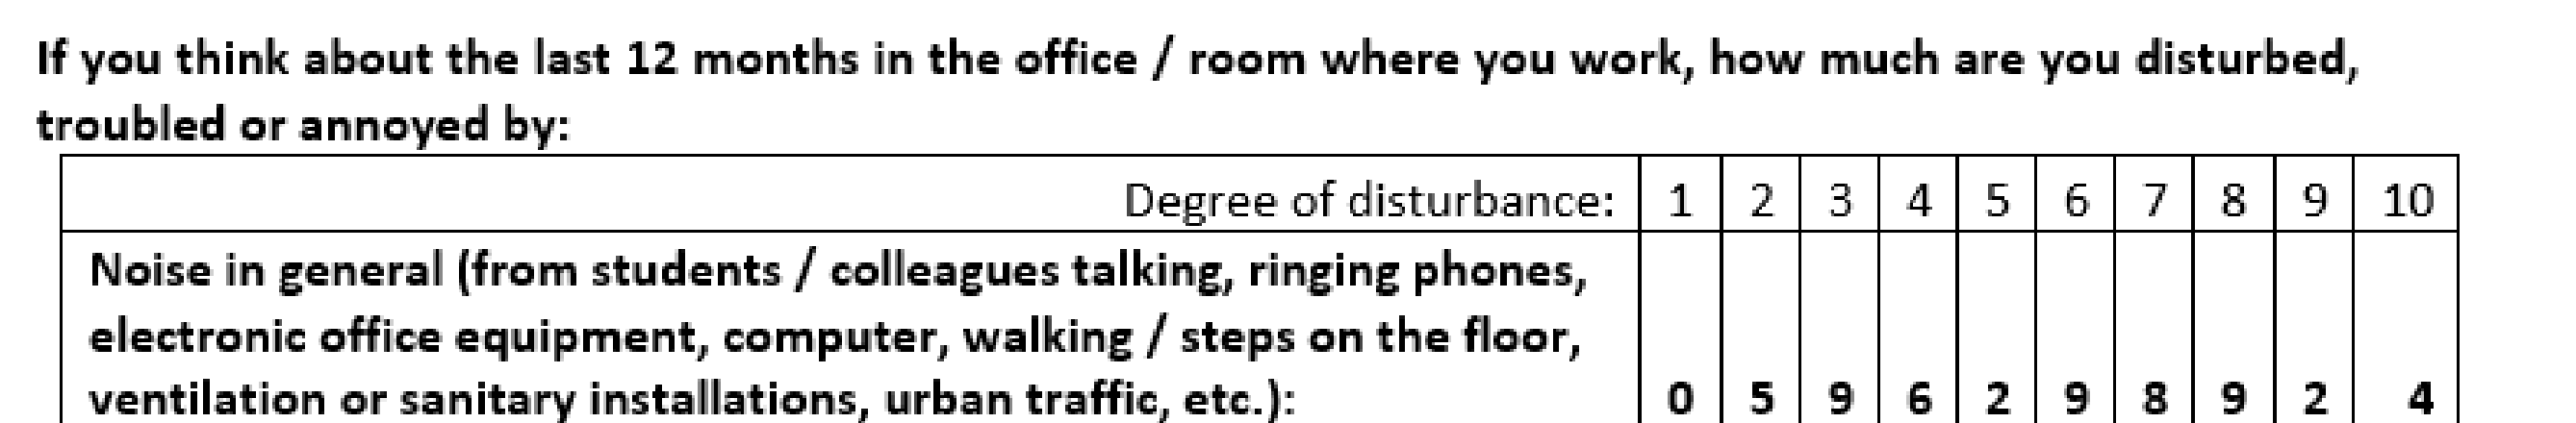 If you think about the last 12 months in the office / room where you work, how much are you disturbed,
troubled or annoyed by:
Degree of disturbance: 1 2 3 4 5 6 7 8 9 10
Noise in general (from students / colleagues talking, ringing phones,
electronic office equipment, computer, walking / steps on the floor,
ventilation or sanitary installations, urban traffic, etc.): 0 5 9 6 2 9 8 9 2 4